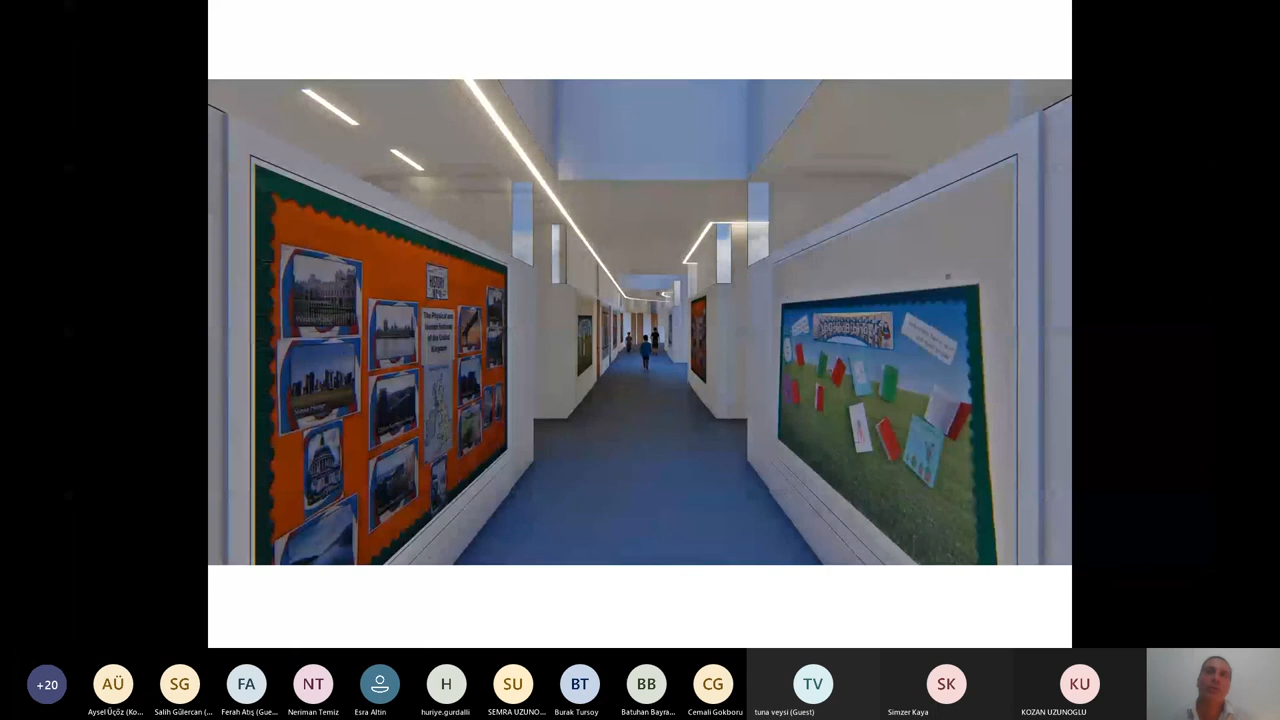 HISTORY
The Physical and
Human features
of the United
Kingdom
+20
AÜ
SG
FA
NT
H
SU
BT
BB
CG
TV
SK
KU
Aysel Üçöz (Ko...
Salih Gülercan (...
Ferah Atış (Gue...
Neriman Temiz
Esra Altin
huriye.gurdalli
SEMRA UZUNO...
Burak Tursoy
Batuhan Bayra...
Cemali Gokboru
tuna veysi (Guest)
Simzer Kaya
KOZAN UZUNOGLU